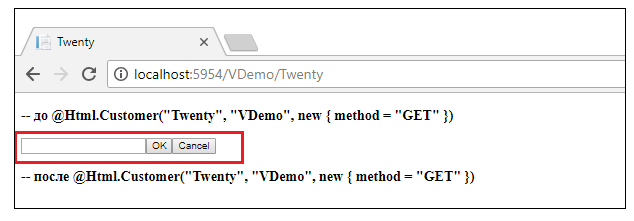 Twenty
localhost:5954/VDemo/Twenty
-- до @Html.Customer("Twenty", "VDemo", new { method = "GET" })
OK Cancel
-- после @Html.Customer("Twenty", "VDemo", new { method = "GET" })